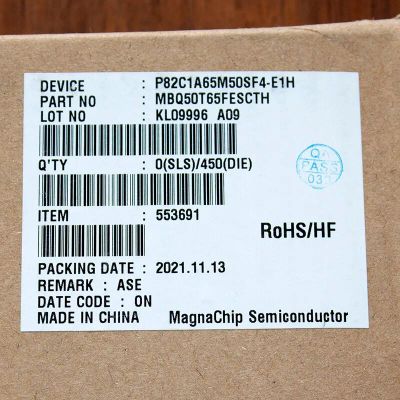 DEVICE : P82C1A65M50SF4-E1H
PART NO : MBQ50T65FESCTH
LOT NO : KL09996 A09
Q'TY : 0(SLS)/450(DIE)
QA
PASS
ITEM : 553691
RoHS/HF
PACKING DATE : 2021.11.13
REMARK : ASE
DATE CODE : ON
MADE IN CHINA MagnaChip Semiconductor